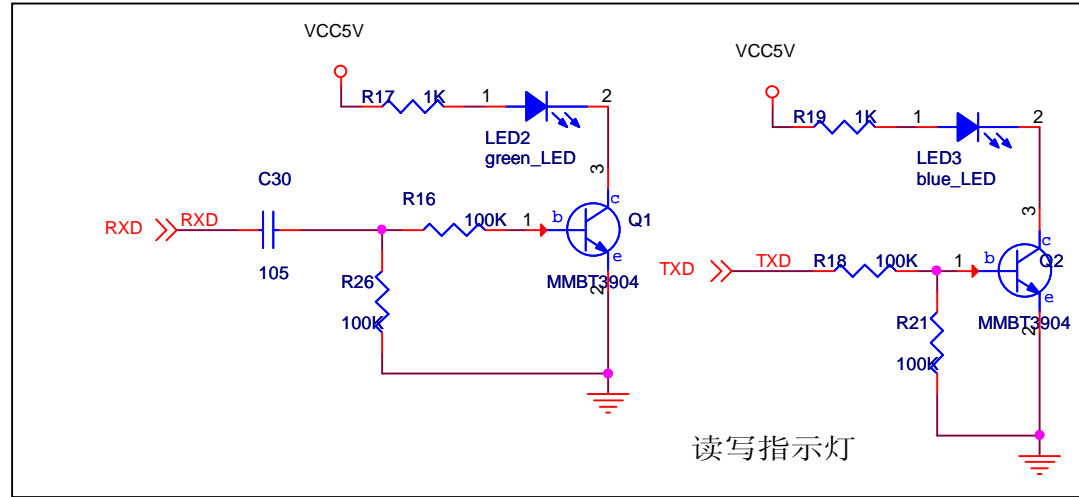 VCC5V
R17 1K
1
2
LED2
green_LED
3
C30
RXD
RXD
105
R16
100K
1
b
c
e
Q1
R26
100K
MMBT3904
2
VCC5V
R19 1K
1
2
LED3
blue_LED
3
TXD
TXD
R18
100K
1
b
c
e
Q2
R21
100K
MMBT3904
2
读写指示灯